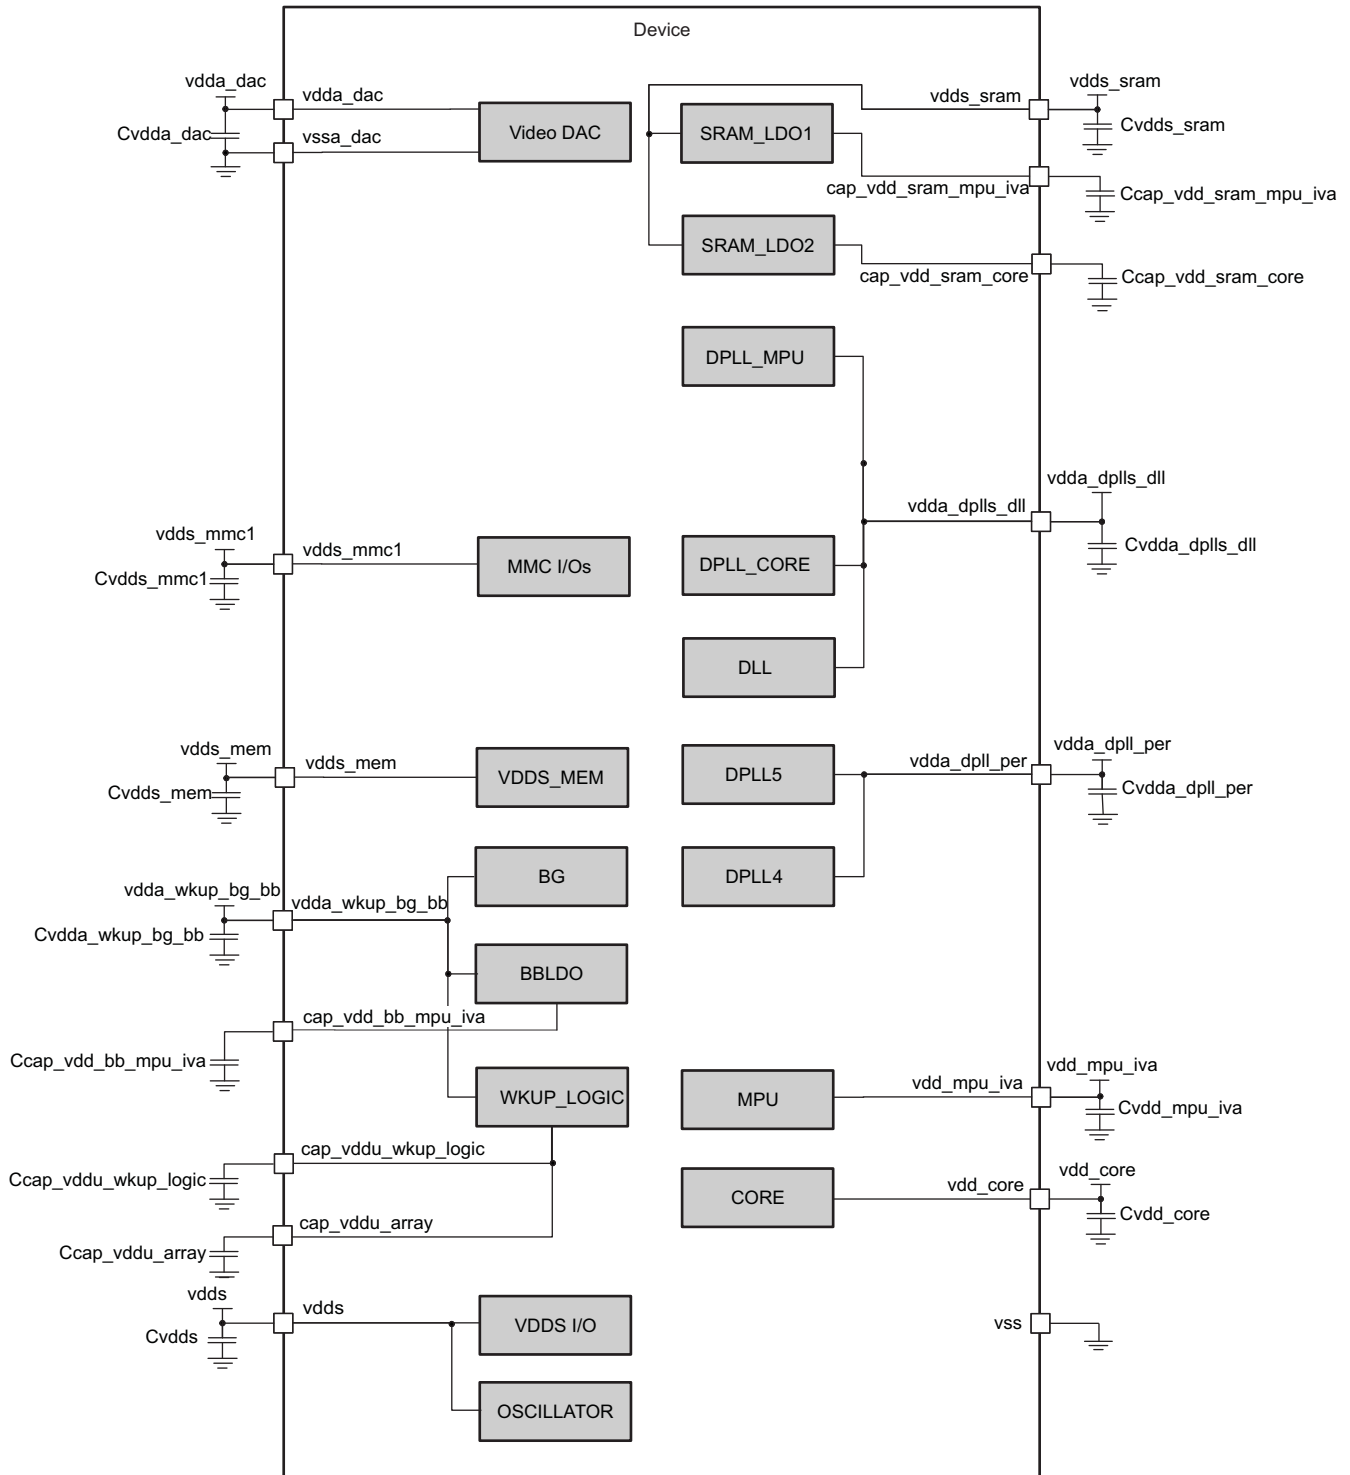 Device
vdda_dac
vdda_dac
Cvdda_dac
vssa_dac
Video DAC
vdds_sram
vdds_sram
Cvdds_sram
SRAM_LDO1
cap_vdd_sram_mpu_iva
Ccap_vdd_sram_mpu_iva
SRAM_LDO2
cap_vdd_sram_core
Ccap_vdd_sram_core
DPLL_MPU
vdda_dplls_dll
vdda_dplls_dll
Cvdda_dplls_dll
vdds_mmc1
vdds_mmc1
Cvdds_mmc1
MMC I/Os
DPLL_CORE
DLL
vdds_mem
vdds_mem
Cvdds_mem
VDDS_MEM
DPLL5
vdda_dpll_per
vdda_dpll_per
Cvdda_dpll_per
BG
DPLL4
vdda_wkup_bg_bb
vdda_wkup_bg_bb
Cvdda_wkup_bg_bb
BBLDO
cap_vdd_bb_mpu_iva
Ccap_vdd_bb_mpu_iva
WKUP_LOGIC
MPU
vdd_mpu_iva
vdd_mpu_iva
Cvdd_mpu_iva
cap_vddu_wkup_logic
Ccap_vddu_wkup_logic
CORE
vdd_core
vdd_core
Cvdd_core
cap_vddu_array
Ccap_vddu_array
vdds
vdds
Cvdds
VDDS I/O
vss
OSCILLATOR